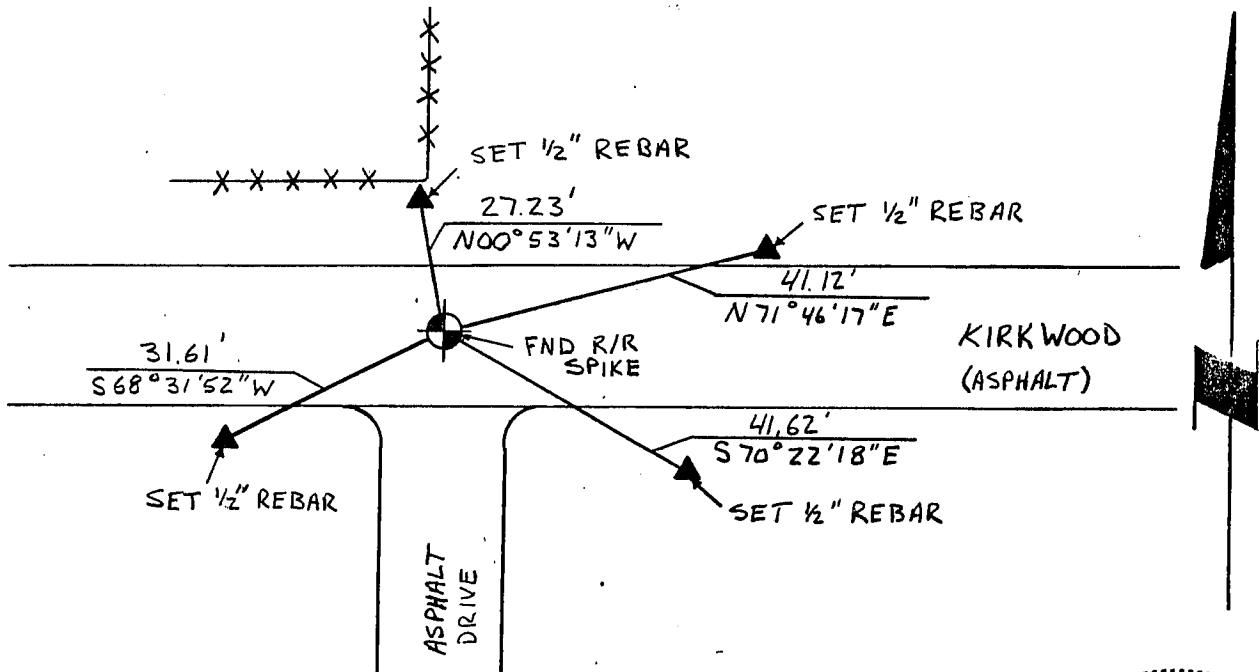 SET 1/2" REBAR
27.23'
N00°53'13"W
SET 1/2" REBAR
41.12'
N71°46'17"E
KIRKWOOD
(ASPHALT)
FND R/R
SPIKE
31.61'
S68°31'52"W
41.62'
S70°22'18"E
SET 1/2" REBAR
SET 1/2" REBAR
ASPHALT
DRIVE